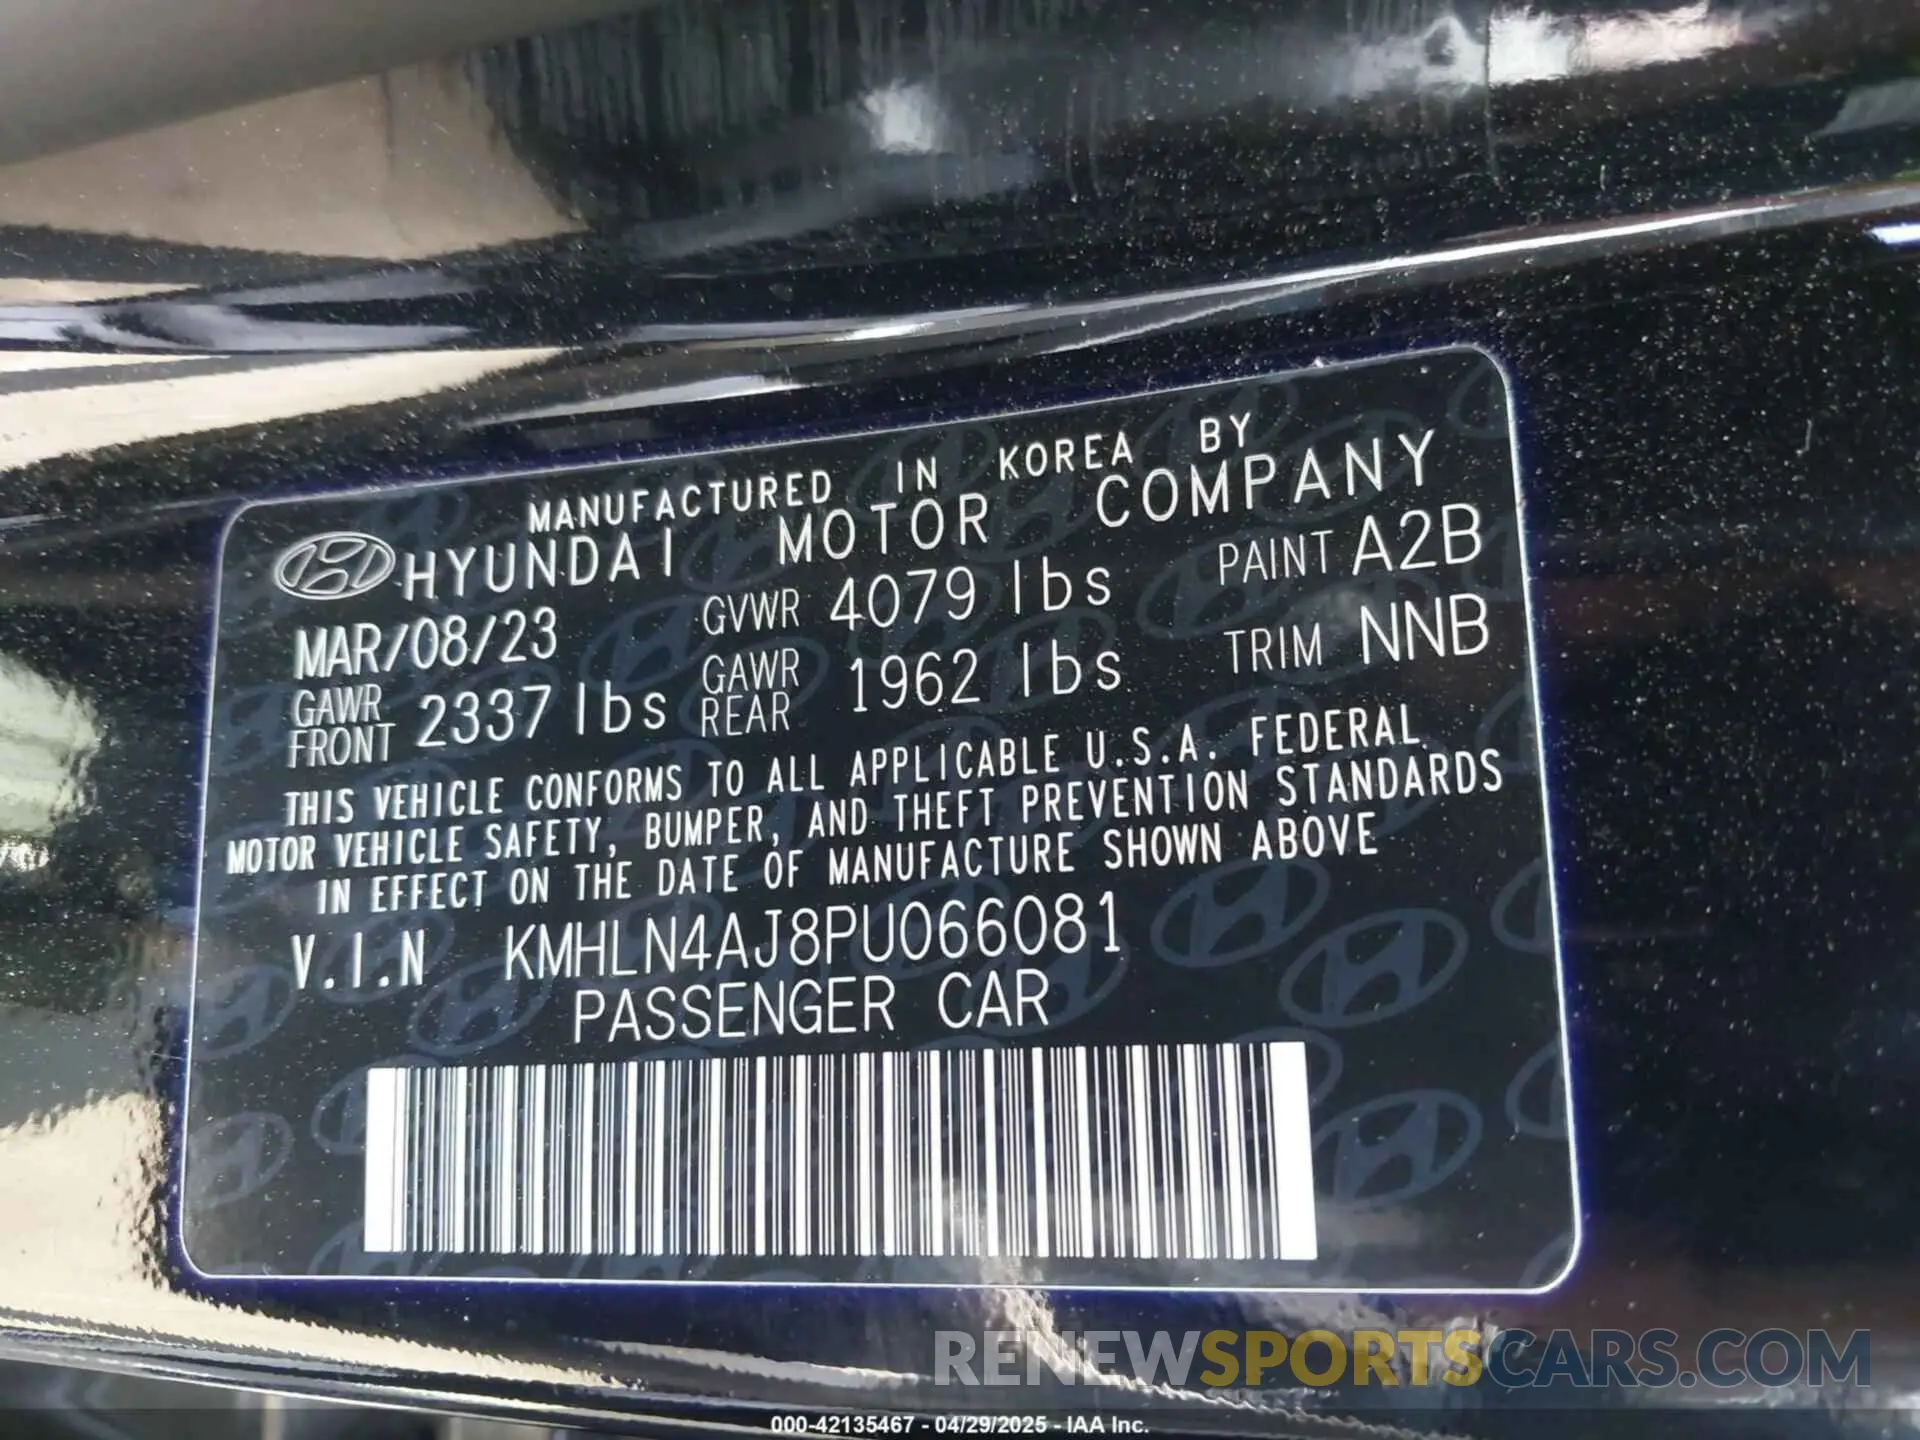 MANUFACTURED IN KOREA BY
HYUNDAI MOTOR COMPANY
MAR/08/23 GVWR 4079 lbs PAINT A2B
GAWR FRONT 2337 lbs GAWR REAR 1962 lbs TRIM NNB
THIS VEHICLE CONFORMS TO ALL APPLICABLE U.S.A. FEDERAL
MOTOR VEHICLE SAFETY, BUMPER, AND THEFT PREVENTION STANDARDS
IN EFFECT ON THE DATE OF MANUFACTURE SHOWN ABOVE
V.I.N KMHLN4AJ8PU066081
PASSENGER CAR
RENEWSPORTSCARS.COM
000-42135467 - 04/29/2025 - IAA Inc.